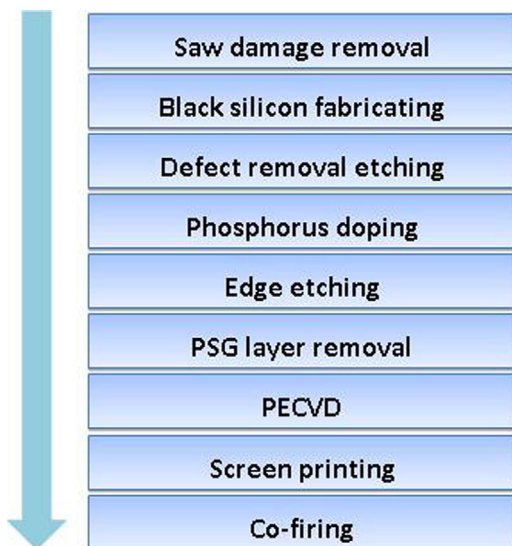 Saw damage removal
Black silicon fabricating
Defect removal etching
Phosphorus doping
Edge etching
PSG layer removal
PECVD
Screen printing
Co-firing